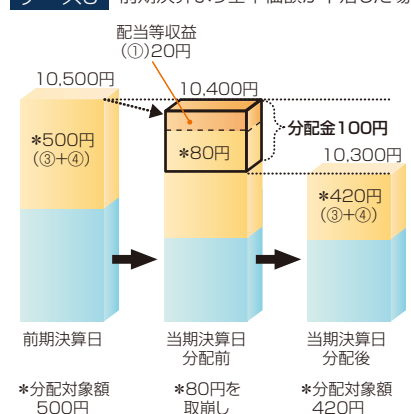 配当等収益
(①)20円
10,500円
10,400円
*500円
(③+④)
*80円
分配金100円
10,300円
*420円
(③+④)
前期決算日
当期決算日
分配前
当期決算日
分配後
*分配対象額
500円
*80円を
取崩し
*分配対象額
420円